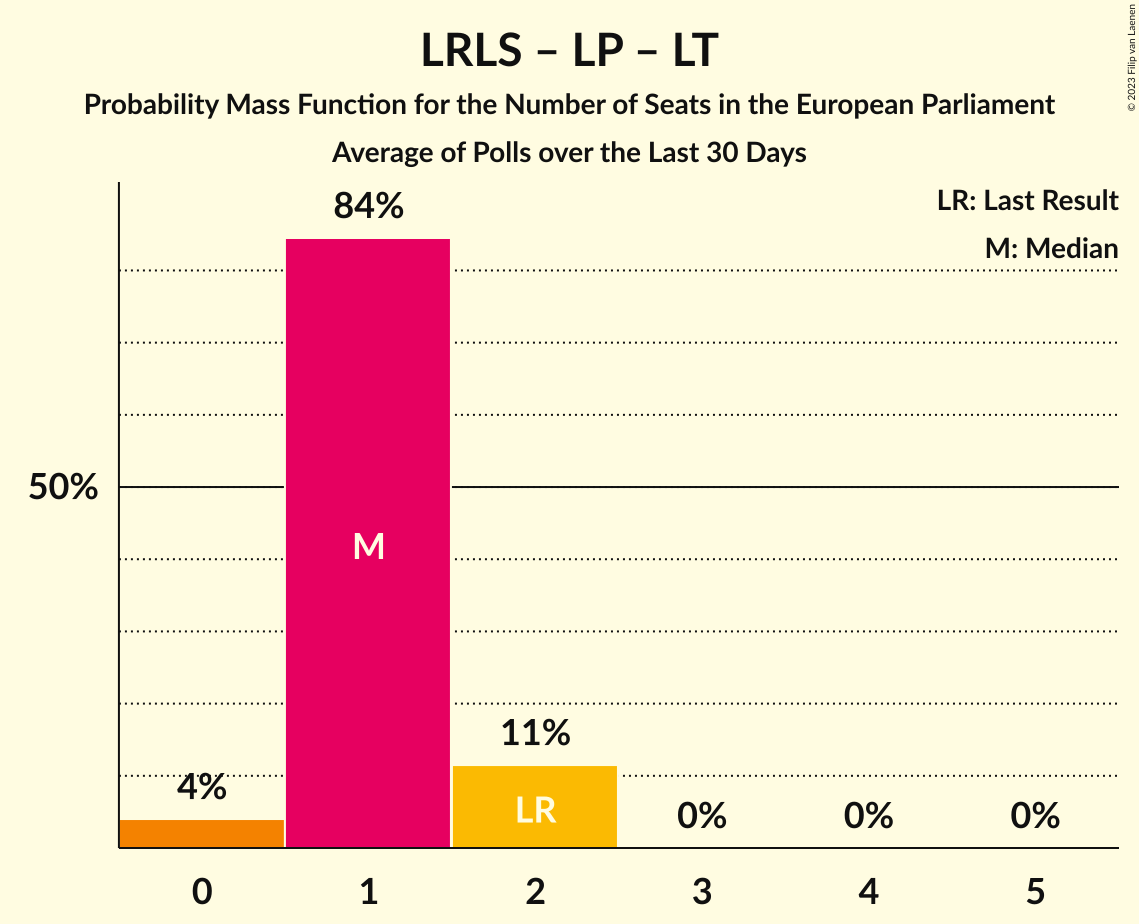 LRLS – LP – LT
Probability Mass Function for the Number of Seats in the European Parliament
Average of Polls over the Last 30 Days
© 2023 Filip van Laenen
LR: Last Result
M: Median
84%
50%
M
11%
4%
LR
0%
0%
0%
0
1
2
3
4
5